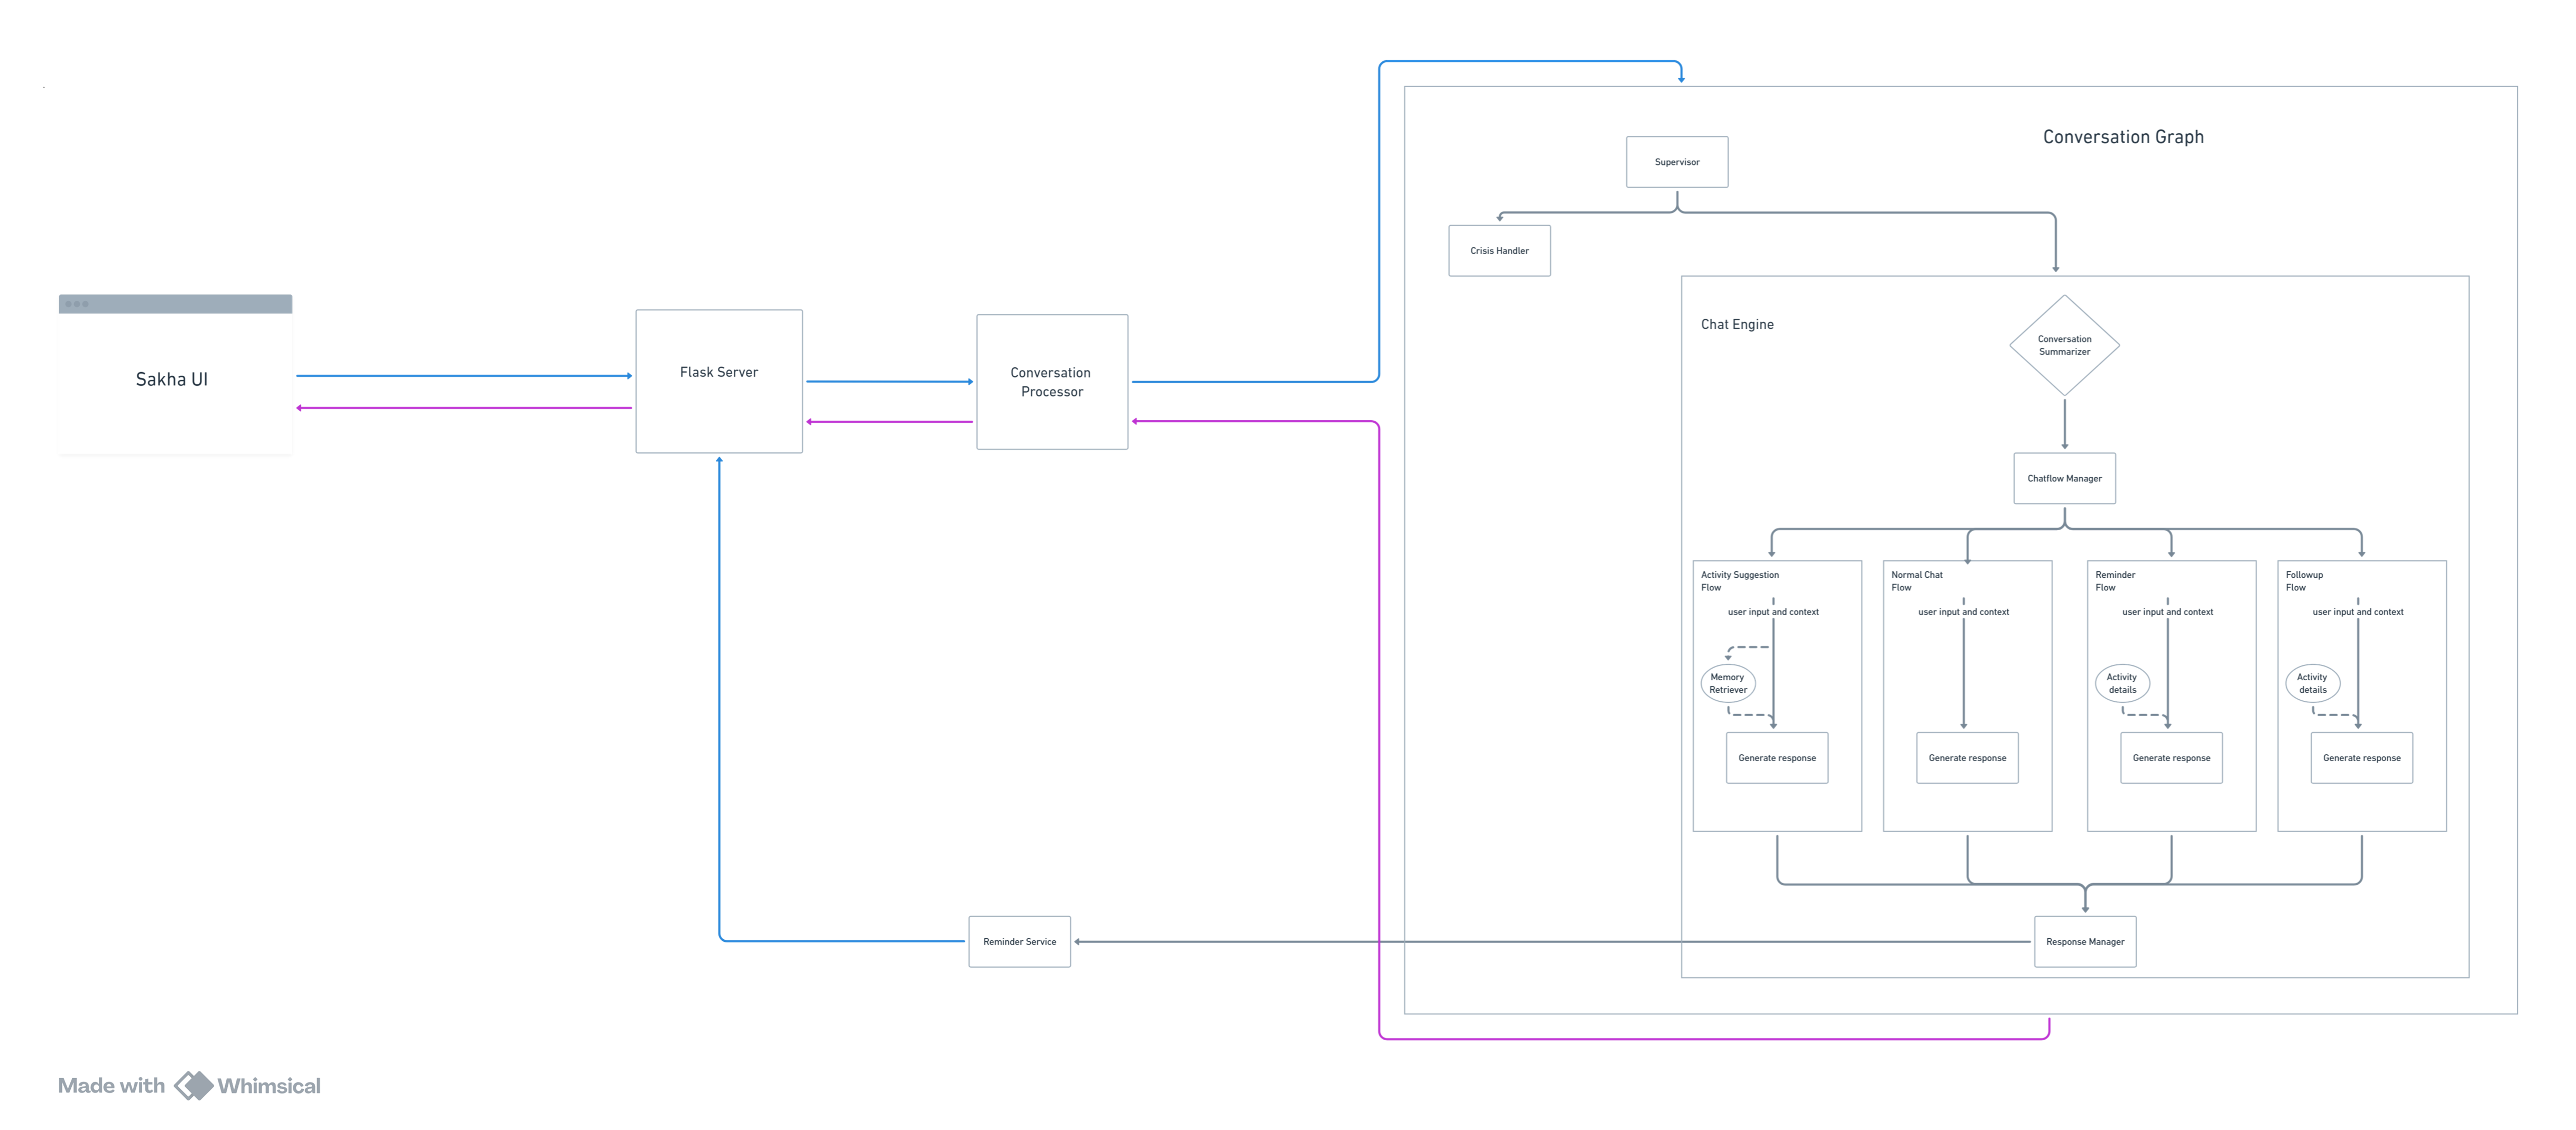 Conversation Graph
Supervisor
Crisis Handler
Sakha UI
Flask Server
Conversation
Processor
Chat Engine
Conversation
Summarizer
Chatflow Manager
Activity Suggestion
Flow
user input and context
Memory
Retriever
Generate response
Normal Chat
Flow
user input and context
Generate response
Reminder
Flow
user input and context
Activity
details
Generate response
Followup
Flow
user input and context
Activity
details
Generate response
Reminder Service
Response Manager
Made with Whimsical